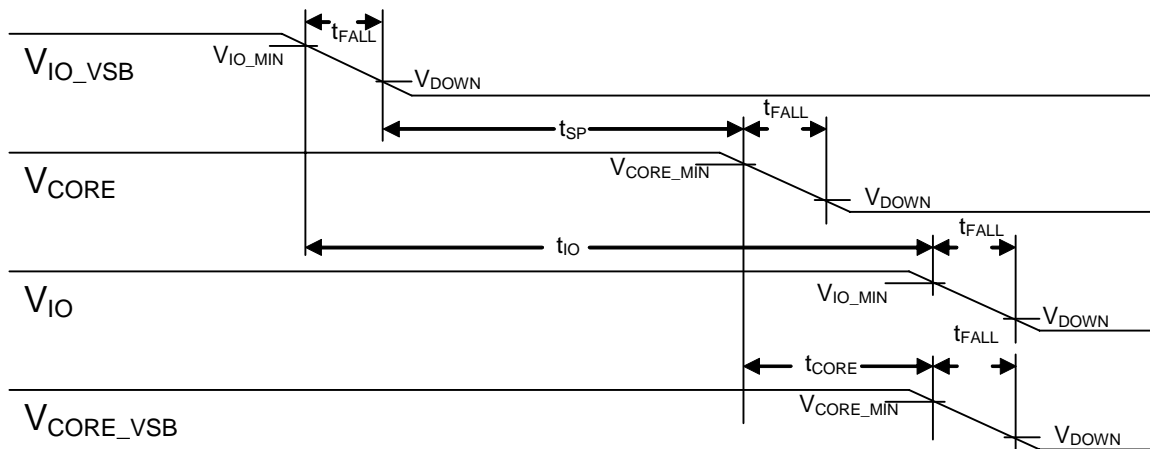 tFALL
VIO_VSB
VIO_MIN
VDOWN
tFALL
tSP
VCORE
VCORE_MIN
VDOWN
tFALL
tIO
VIO
VIO_MIN
VDOWN
tFALL
tCORE
VCORE_VSB
VCORE_MIN
VDOWN